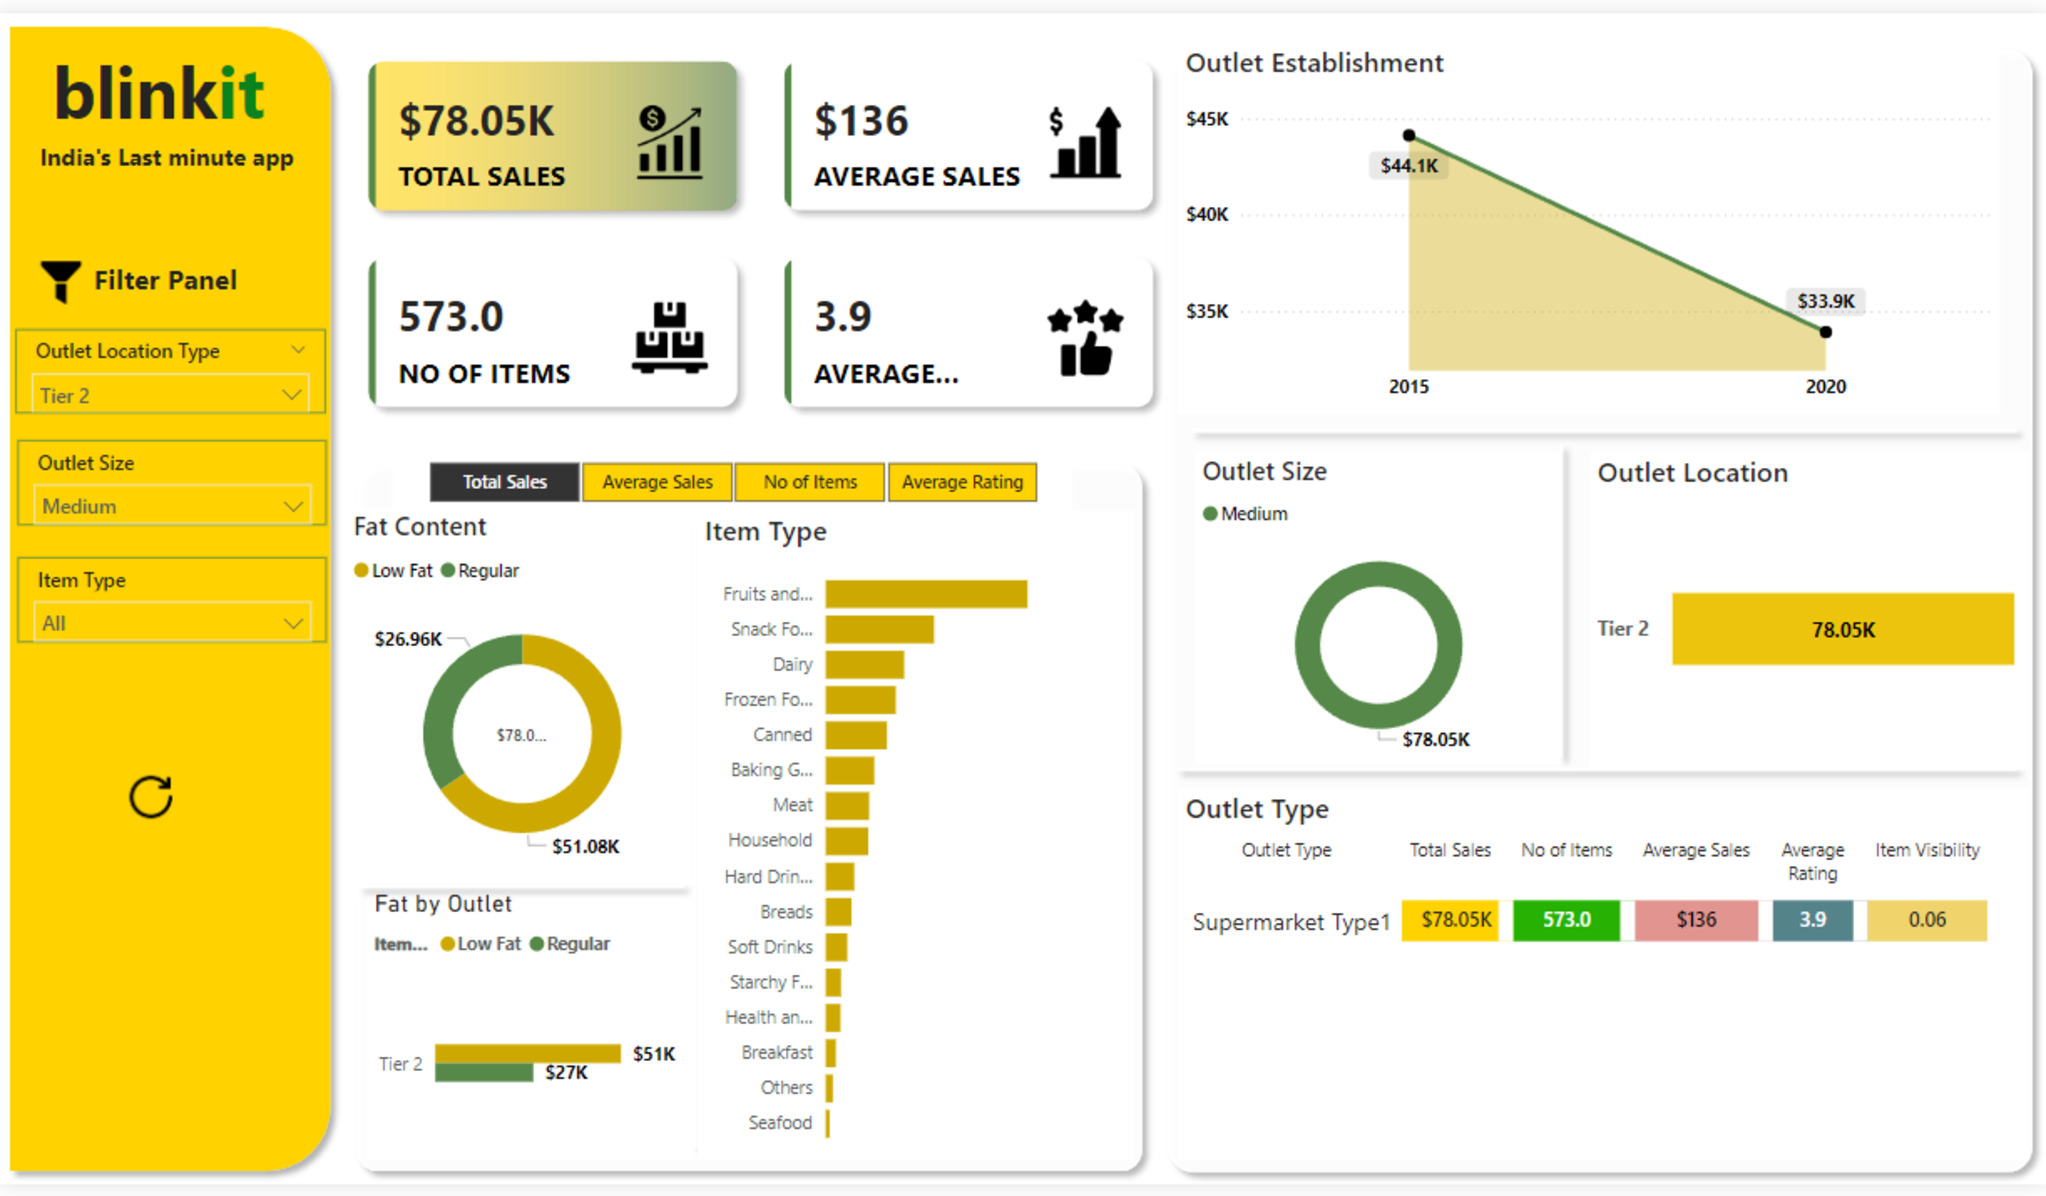 blinkit
India's Last minute app
Filter Panel
Outlet Location Type
Tier 2
Outlet Size
Medium
Item Type
All
$78.05K
TOTAL SALES
$136
AVERAGE SALES
573.0
NO OF ITEMS
3.9
AVERAGE...
Total Sales
Average Sales
No of Items
Average Rating
Fat Content
Low Fat Regular
$26.96K
$78.0...
$51.08K
Fat by Outlet
Item... Low Fat Regular
Tier 2
$51K
$27K
Item Type
Fruits and...
Snack Fo...
Dairy
Frozen Fo...
Canned
Baking G...
Meat
Household
Hard Drin...
Breads
Soft Drinks
Starchy F...
Health an...
Breakfast
Others
Seafood
Outlet Establishment
$45K
$44.1K
$40K
$33.9K
$35K
2015 2020
Outlet Size
Medium
$78.05K
Outlet Location
Tier 2 78.05K
Outlet Type
Outlet Type Total Sales No of Items Average Sales Average Rating Item Visibility
Supermarket Type1 $78.05K 573.0 $136 3.9 0.06